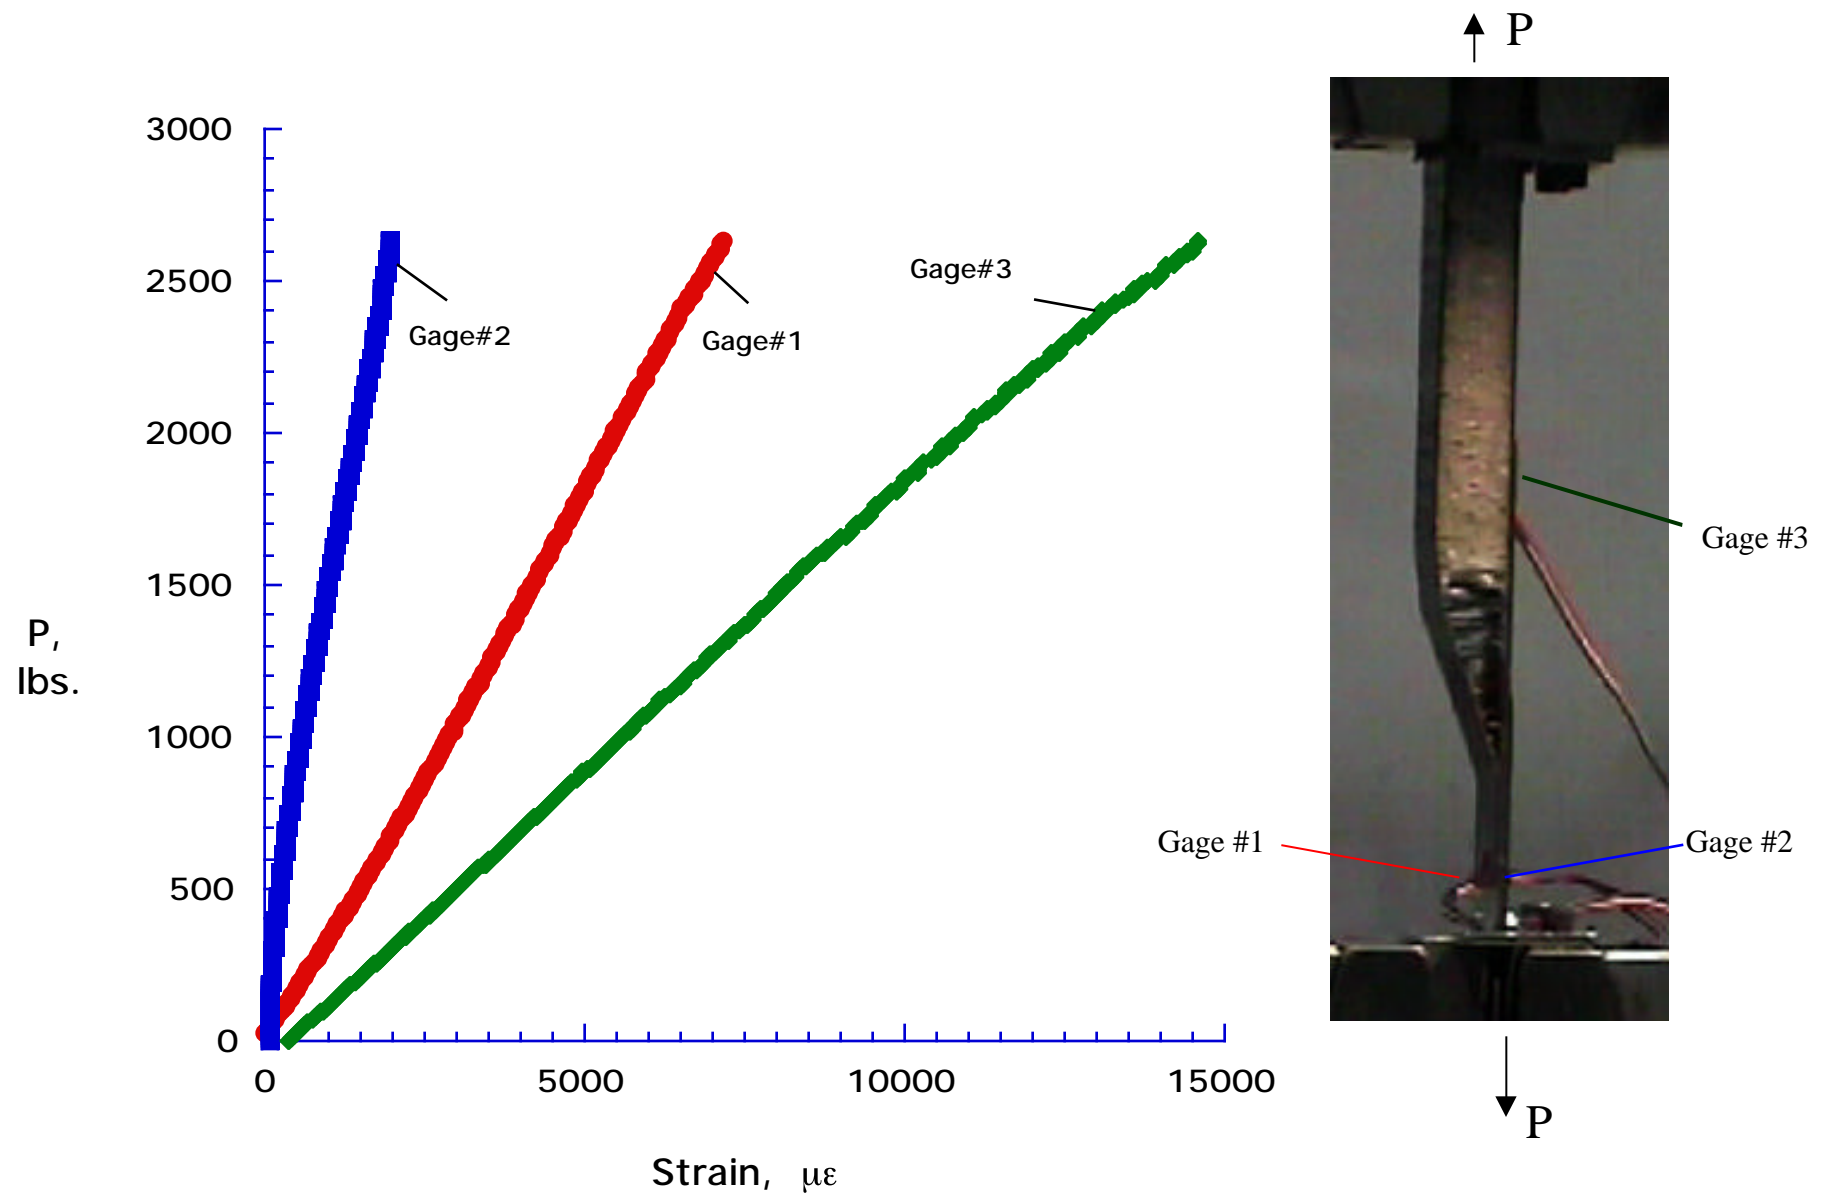 P
3000
2500
2000
1500
1000
500
0
P,
lbs.
0
5000
10000
15000
Strain, με
Gage#2
Gage#1
Gage#3
Gage #3
Gage #1
Gage #2
P